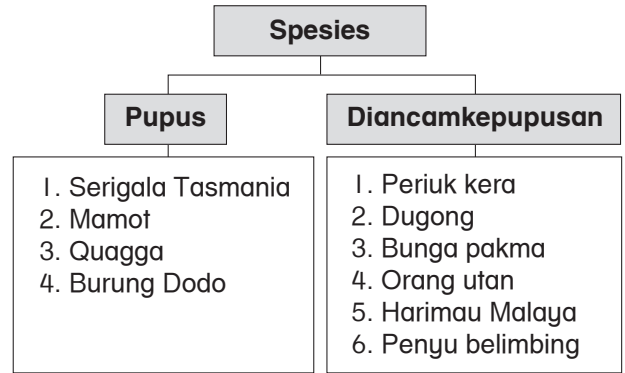 Spesies
Pupus
Diancamkepupusan
1. Serigala Tasmania
2. Mamot
3. Quagga
4. Burung Dodo
1. Periuk kera
2. Dugong
3. Bunga pakma
4. Orang utan
5. Harimau Malaya
6. Penyu belimbing